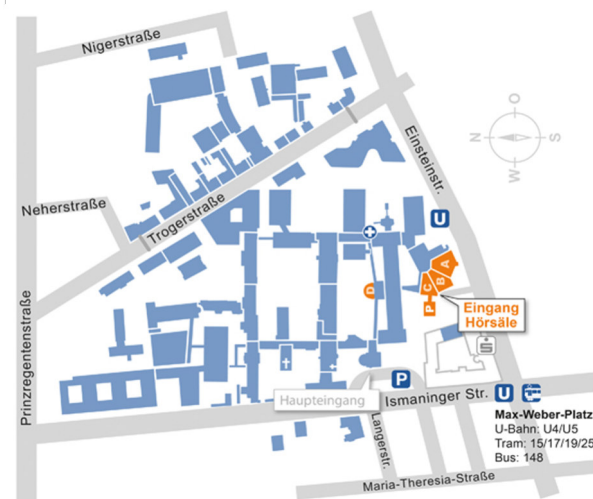 Nigerstraße
Einsteinstr.
O
N
S
W
Neherstraße
Trogerstraße
U
A
B
C
D
P
Eingang
Hörsäle
Prinzregentenstraße
S
P
Haupteingang
Ismaninger Str.
U
Max-Weber-Platz
U-Bahn: U4/U5
Tram: 15/17/19/25
Bus: 148
Langerstr.
Maria-Theresia-Straße